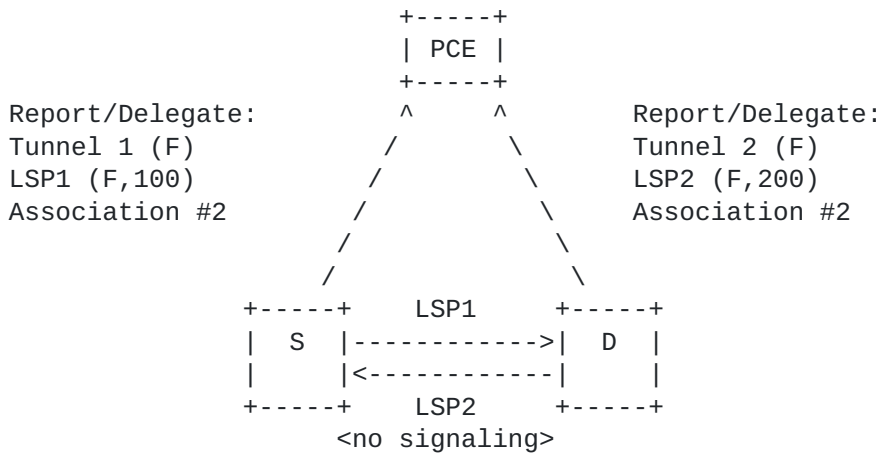 PCE
Report/Delegate: Report/Delegate:
Tunnel 1 (F) Tunnel 2 (F)
LSP1 (F,100) LSP2 (F,200)
Association #2 Association #2
LSP1
S D
LSP2
<no signaling>